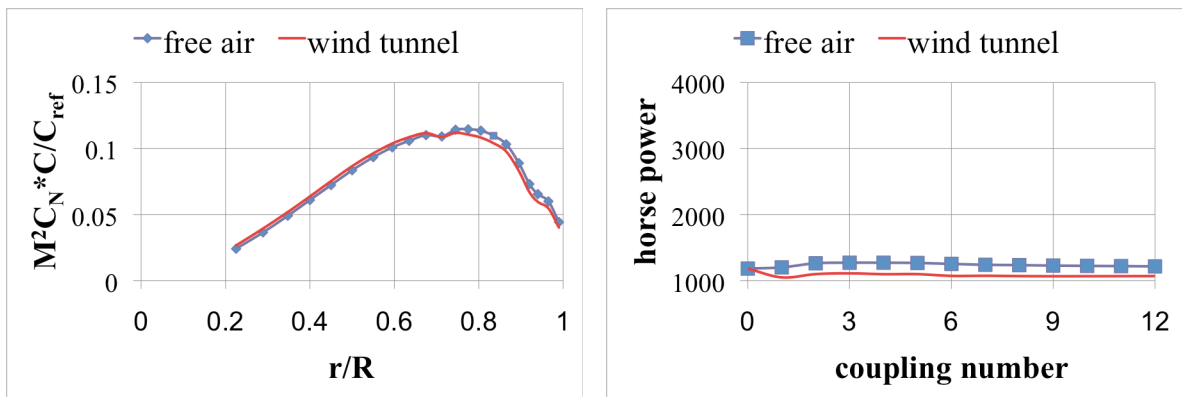 free air wind tunnel
M²C_N*C/C_ref
0.15
0.1
0.05
0
0 0.2 0.4 0.6 0.8 1
r/R
free air wind tunnel
horse power
4000
3000
2000
1000
0 3 6 9 12
coupling number